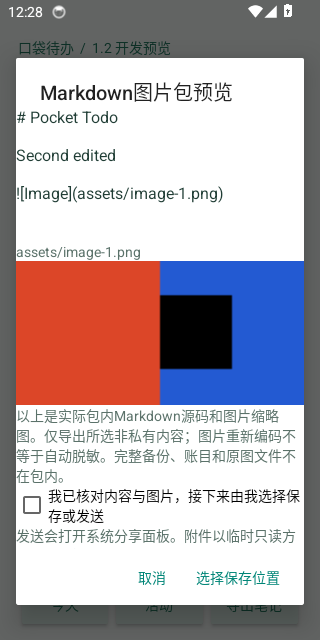 12:28
口袋待办 / 1.2 开发预览
Markdown图片包预览
# Pocket Todo
Second edited
![Image](assets/image-1.png)
assets/image-1.png
以上是实际包内Markdown源码和图片缩略
图。仅导出所选非私有内容；图片重新编码不
等于自动脱敏。完整备份、账目和原图文件不
在包内。
我已核对内容与图片，接下来由我选择保
存或发送
发送会打开系统分享面板。附件以临时只读方
取消
选择保存位置
今天
活动
导出笔记